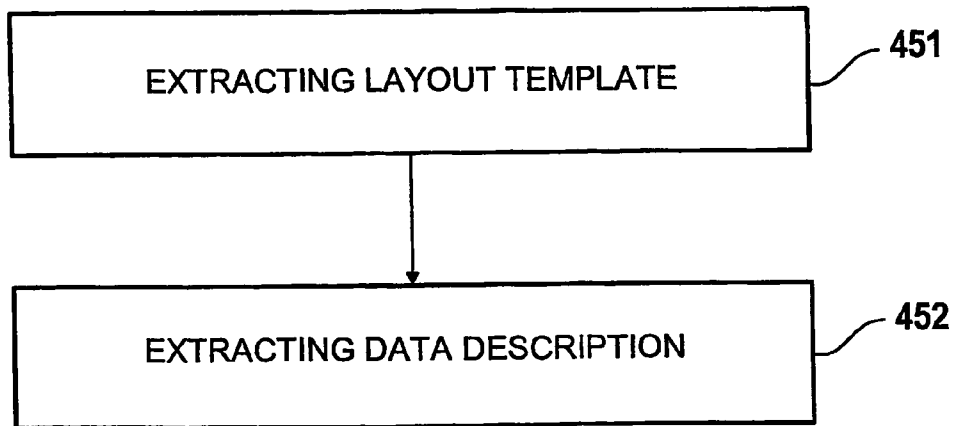 EXTRACTING LAYOUT TEMPLATE
451
EXTRACTING DATA DESCRIPTION
452